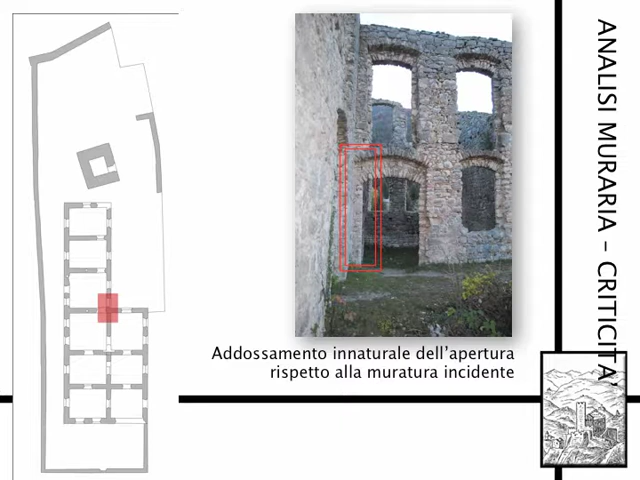 ANALISI MURARIA – CRITICITA’
Addossamento innaturale dell’apertura
rispetto alla muratura incidente